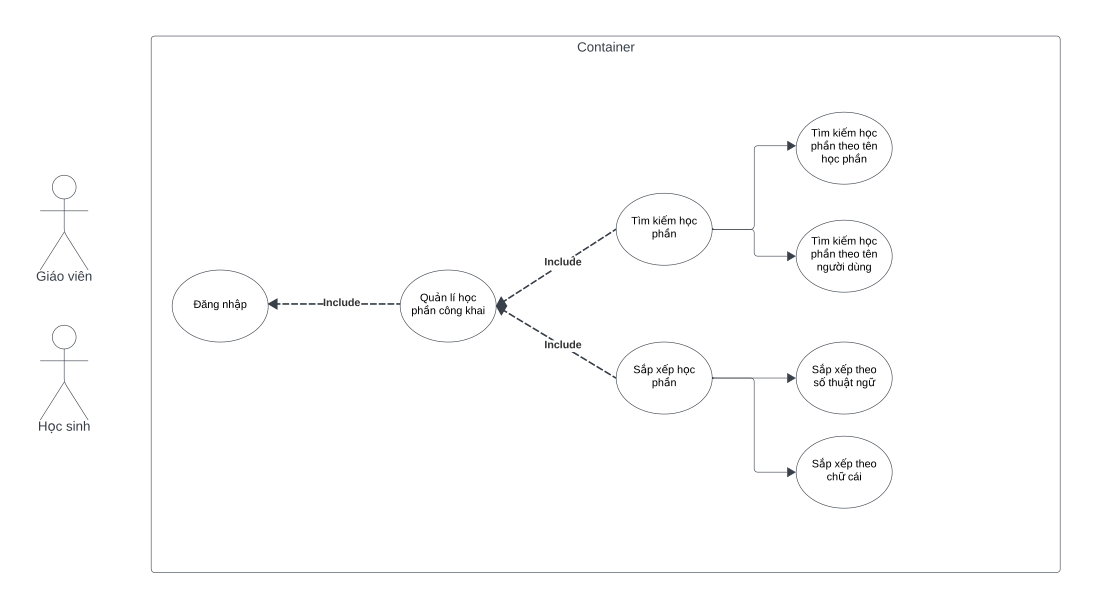 Container
Tìm kiếm học
phần theo tên
học phần
Tìm kiếm học
phần
Tìm kiếm học
phần theo tên
người dùng
Giáo viên
Include
Đăng nhập
Include
Quản lí học
phần công khai
Include
Sắp xếp học
phần
Sắp xếp theo
số thuật ngữ
Học sinh
Sắp xếp theo
chữ cái